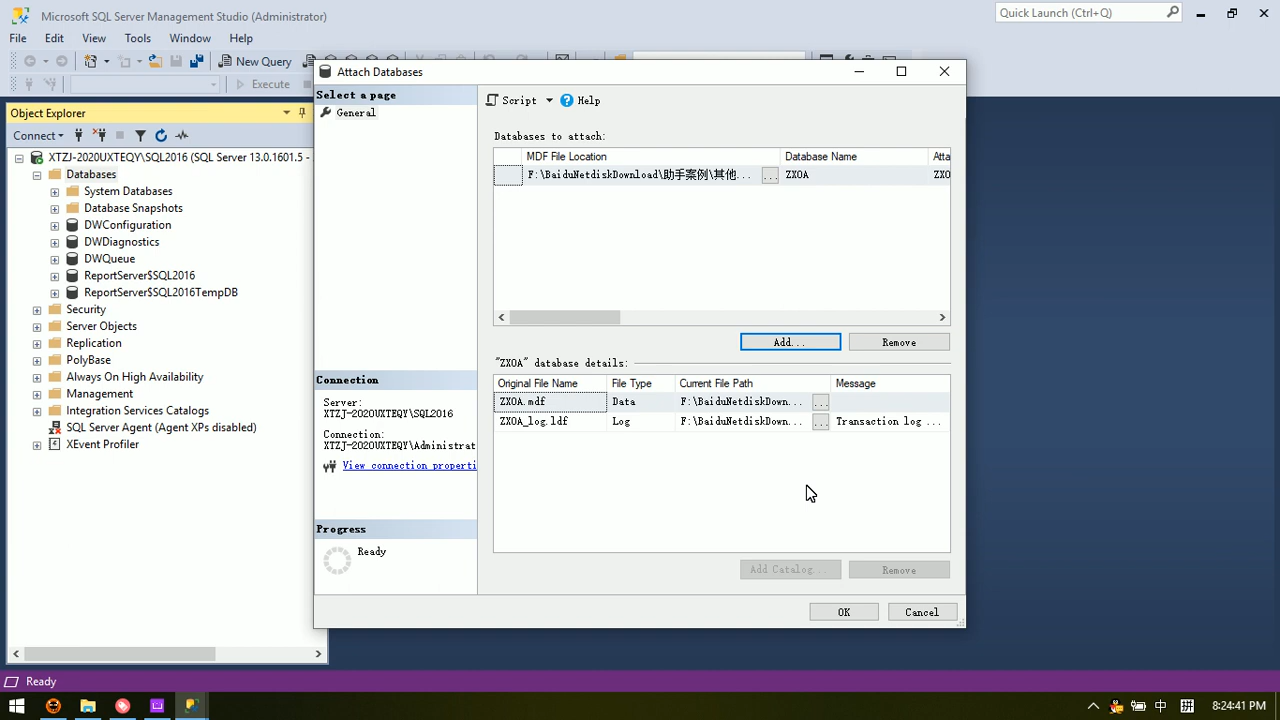 Microsoft SQL Server Management Studio (Administrator)
Quick Launch (Ctrl+Q)
File Edit View Tools Window Help
New Query
Execute
Object Explorer
Connect
XTZJ-2020UXTEQY\SQL2016 (SQL Server 13.0.1601.5 -
Databases
System Databases
Database Snapshots
DWConfiguration
DWDiagnostics
DWQueue
ReportServer$SQL2016
ReportServer$SQL2016TempDB
Security
Server Objects
Replication
PolyBase
Always On High Availability
Management
Integration Services Catalogs
SQL Server Agent (Agent XPs disabled)
XEvent Profiler
Attach Databases
Select a page
General
Connection
Server:
XTZJ-2020UXTEQY\SQL2016
Connection:
XTZJ-2020UXTEQY\Administrat
View connection properti
Progress
Ready
Script Help
Databases to attach:
MDF File Location Database Name Atta
F:\BaiduNetdiskDownload\助手案例\其他... ... ZXOA ZXO
Add... Remove
"ZXOA" database details:
Original File Name File Type Current File Path Message
ZXOA.mdf Data F:\BaiduNetdiskDown... ...
ZXOA_log.ldf Log F:\BaiduNetdiskDown... ... Transaction log ...
Add Catalog... Remove
OK Cancel
Ready
中 拼 8:24:41 PM